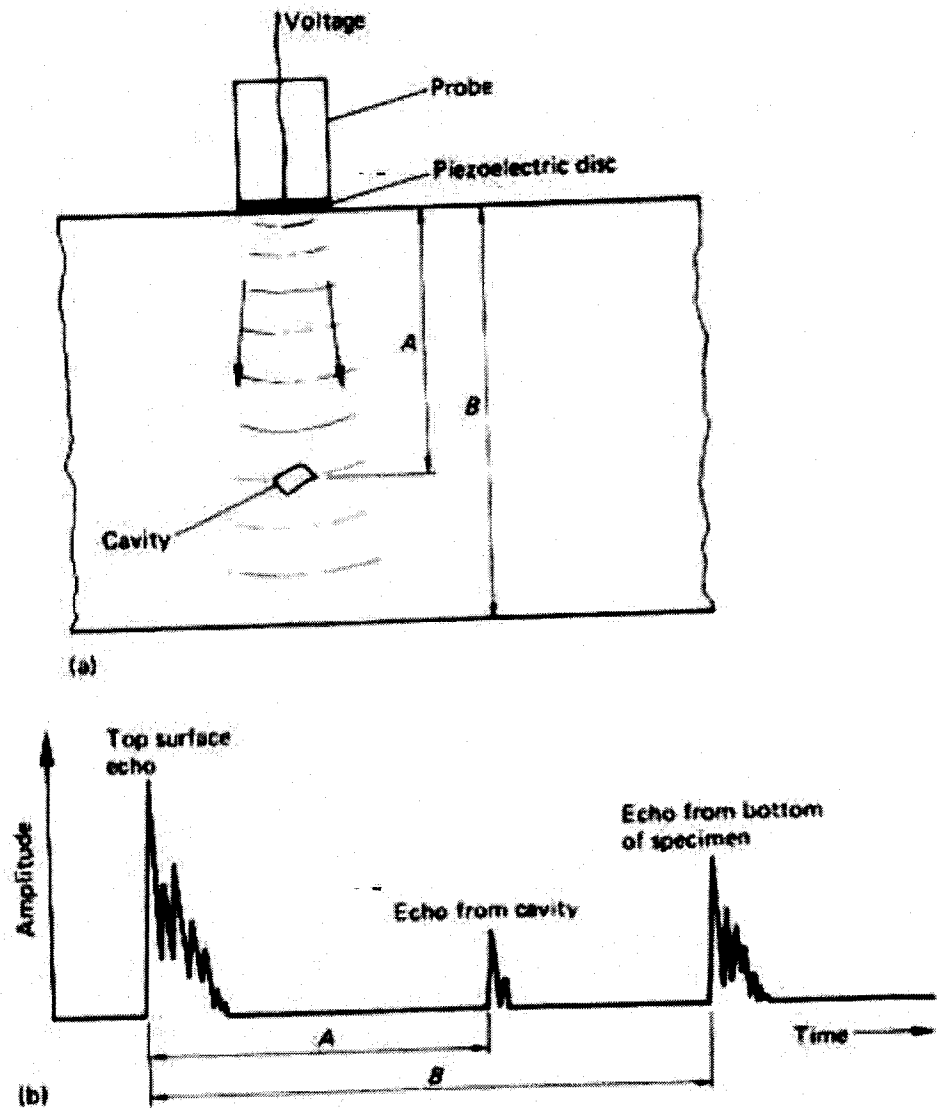 Voltage
Probe
Piezoelectric disc
A
B
Cavity
(a)
Top surface
echo
Echo from bottom
of specimen
Amplitude
Echo from cavity
A
Time
B
(b)